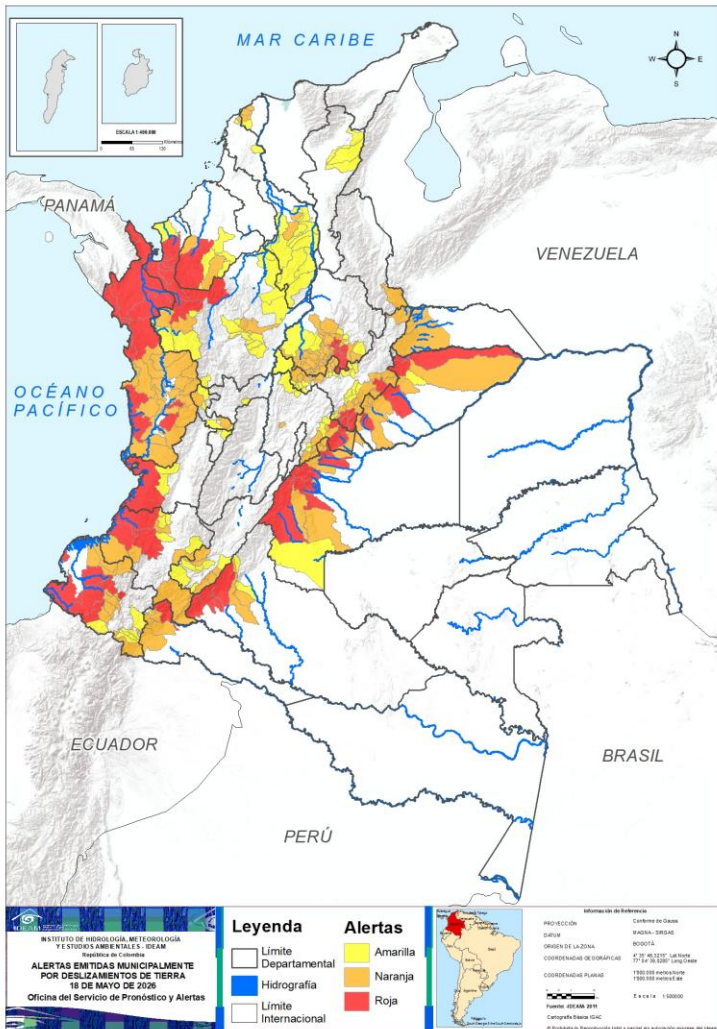 MAR CARIBE
N
W
E
S
ESCALA 1:400.000
PANAMÁ
VENEZUELA
OCÉANO
PACÍFICO
ECUADOR
BRASIL
PERÚ
IDEAM
INSTITUTO DE HIDROLOGÍA, METEOROLOGÍA
Y ESTUDIOS AMBIENTALES - IDEAM
República de Colombia
ALERTAS EMITIDAS MUNICIPALMENTE
POR DESLIZAMIENTOS DE TIERRA
18 DE MAYO DE 2026
Oficina del Servicio de Pronóstico y Alertas
Leyenda
Límite
Departamental
Hidrografía
Límite
Internacional
Alertas
Amarilla
Naranja
Roja
Información de Referencia
PROYECCIÓN Conforme de Gauss
DATUM MAGNA - SIRGAS
ORIGEN DE LA ZONA BOGOTÁ
COORDENADAS GEOGRÁFICAS
COORDENADAS PLANAS
Escala
Cartografía Básica IGAC